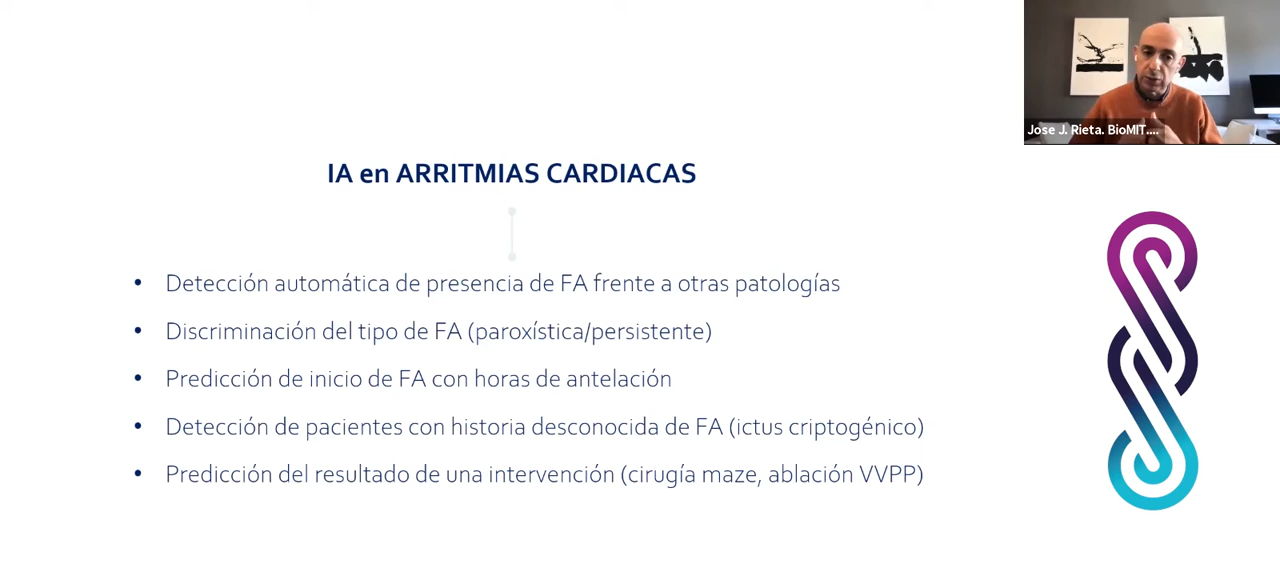 Jose J. Rieta. BioMIT....
IA en ARRITMIAS CARDIACAS
• Detección automática de presencia de FA frente a otras patologías
• Discriminación del tipo de FA (paroxística/persistente)
• Predicción de inicio de FA con horas de antelación
• Detección de pacientes con historia desconocida de FA (ictus criptogénico)
• Predicción del resultado de una intervención (cirugía maze, ablación VVPP)